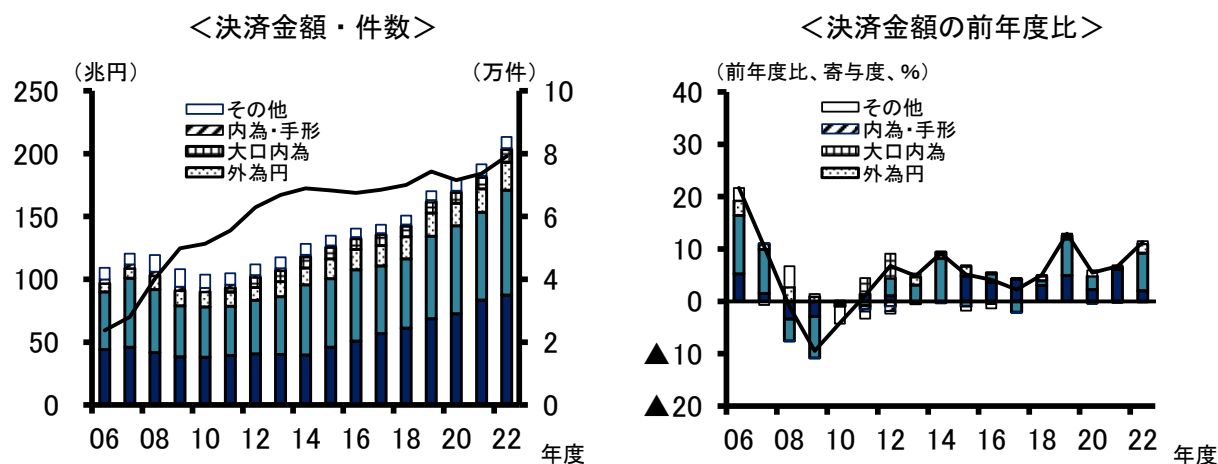 ＜決済金額・件数＞
（兆円）
（万件）
250
200
150
100
50
0
10
8
6
4
2
0
その他
内為・手形
大口内為
外為円
06 08 10 12 14 16 18 20 22
年度
＜決済金額の前年度比＞
（前年度比、寄与度、%）
40
30
20
10
0
▲10
▲20
その他
内為・手形
大口内為
外為円
06 08 10 12 14 16 18 20 22
年度